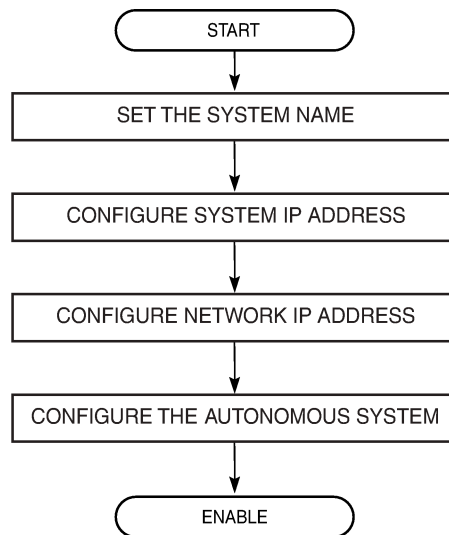 START
SET THE SYSTEM NAME
CONFIGURE SYSTEM IP ADDRESS
CONFIGURE NETWORK IP ADDRESS
CONFIGURE THE AUTONOMOUS SYSTEM
ENABLE